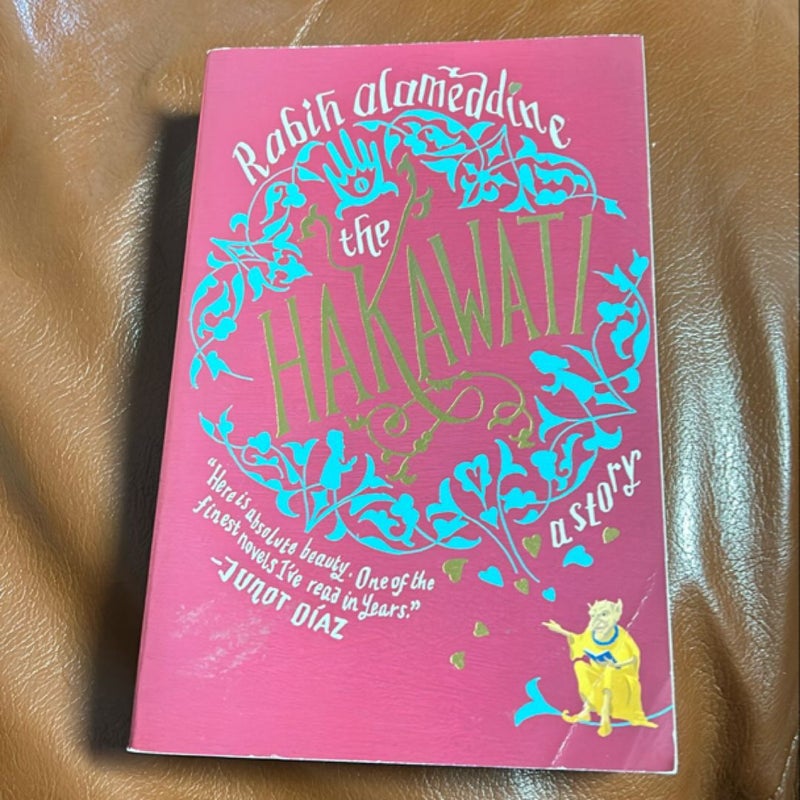 Rabih alameddine
the
HAKAWATI
a story
“Here is absolute beauty. One of the
finest novels I've read in years.”
—JUNOT DÍAZ